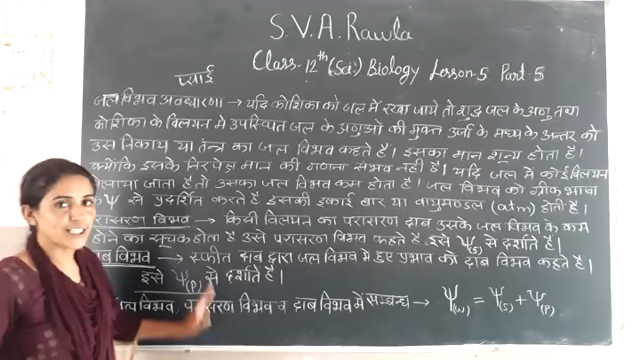 S.V.A Rawla
Class-12th (Sci) Biology Lesson-5 Part-5
साई
जल विभव अवधारणा → यदि कोशिका को जल में रखा जाये तो शुद्ध जल के अणु तथा
कोशिका के विलयन में उपस्थित जल के अणुओं की मुक्त ऊर्जा के मध्य के अन्तर को
उस निकाय या तन्त्र का जल विभव कहते है। इसका मान शून्य होता है।
क्योंकि इसके निरपेक्ष मान की गणना संभव नहीं है। यदि जल में कोई विलयन
मिलाया जाता है तो उसका जल विभव कम होता है। जल विभव को ग्रीक भाषा
Ψ से प्रदर्शित करते है इसकी इकाई बार या वायुमण्डल (atm) होती है।
परासरण विभव → किसी विलयन का परासरण दाब उसके जल विभव के कम
होने का सूचक होता है उसे परासरण विभव कहते है, इसे Ψ(s) से दर्शाते है।
दाब विभव → स्फीत दाब द्वारा जल विभव में हुए प्रभाव को दाब विभव कहते है।
इसे Ψ(P) से दर्शाते है।
जल विभव, परासरण विभव व दाब विभव में सम्बन्ध → Ψ(w) = Ψ(s) + Ψ(P)